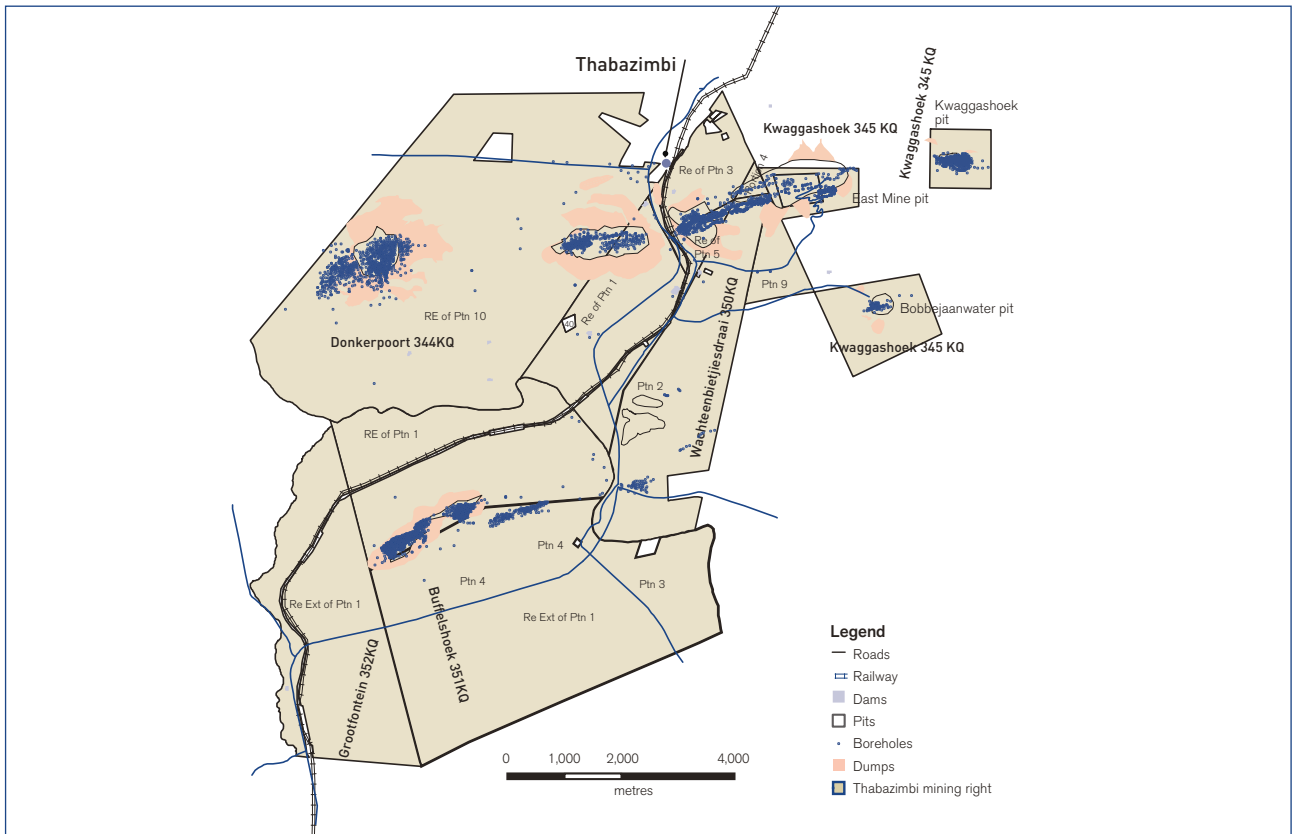 Thabazimbi
Kwaggashoek 345 KQ
Kwaggashoek
pit
Kwaggashoek 345 KQ
Re of Ptn 3
East Mine pit
Re of
Ptn 5
Ptn 9
Re of Ptn 1
40
RE of Ptn 10
Donkerpoort 344KQ
Bobbejaanwater pit
Kwaggashoek 345 KQ
Wachteenbietjiesdraai 350KQ
Ptn 2
RE of Ptn 1
Ptn 4
Ptn 4
Ptn 3
Re Ext of Ptn 1
Re Ext of Ptn 1
Buffelshoek 351KQ
Grootfontein 352KQ
Legend
Roads
Railway
Dams
Pits
Boreholes
Dumps
Thabazimbi mining right
0 1,000 2,000 4,000
metres